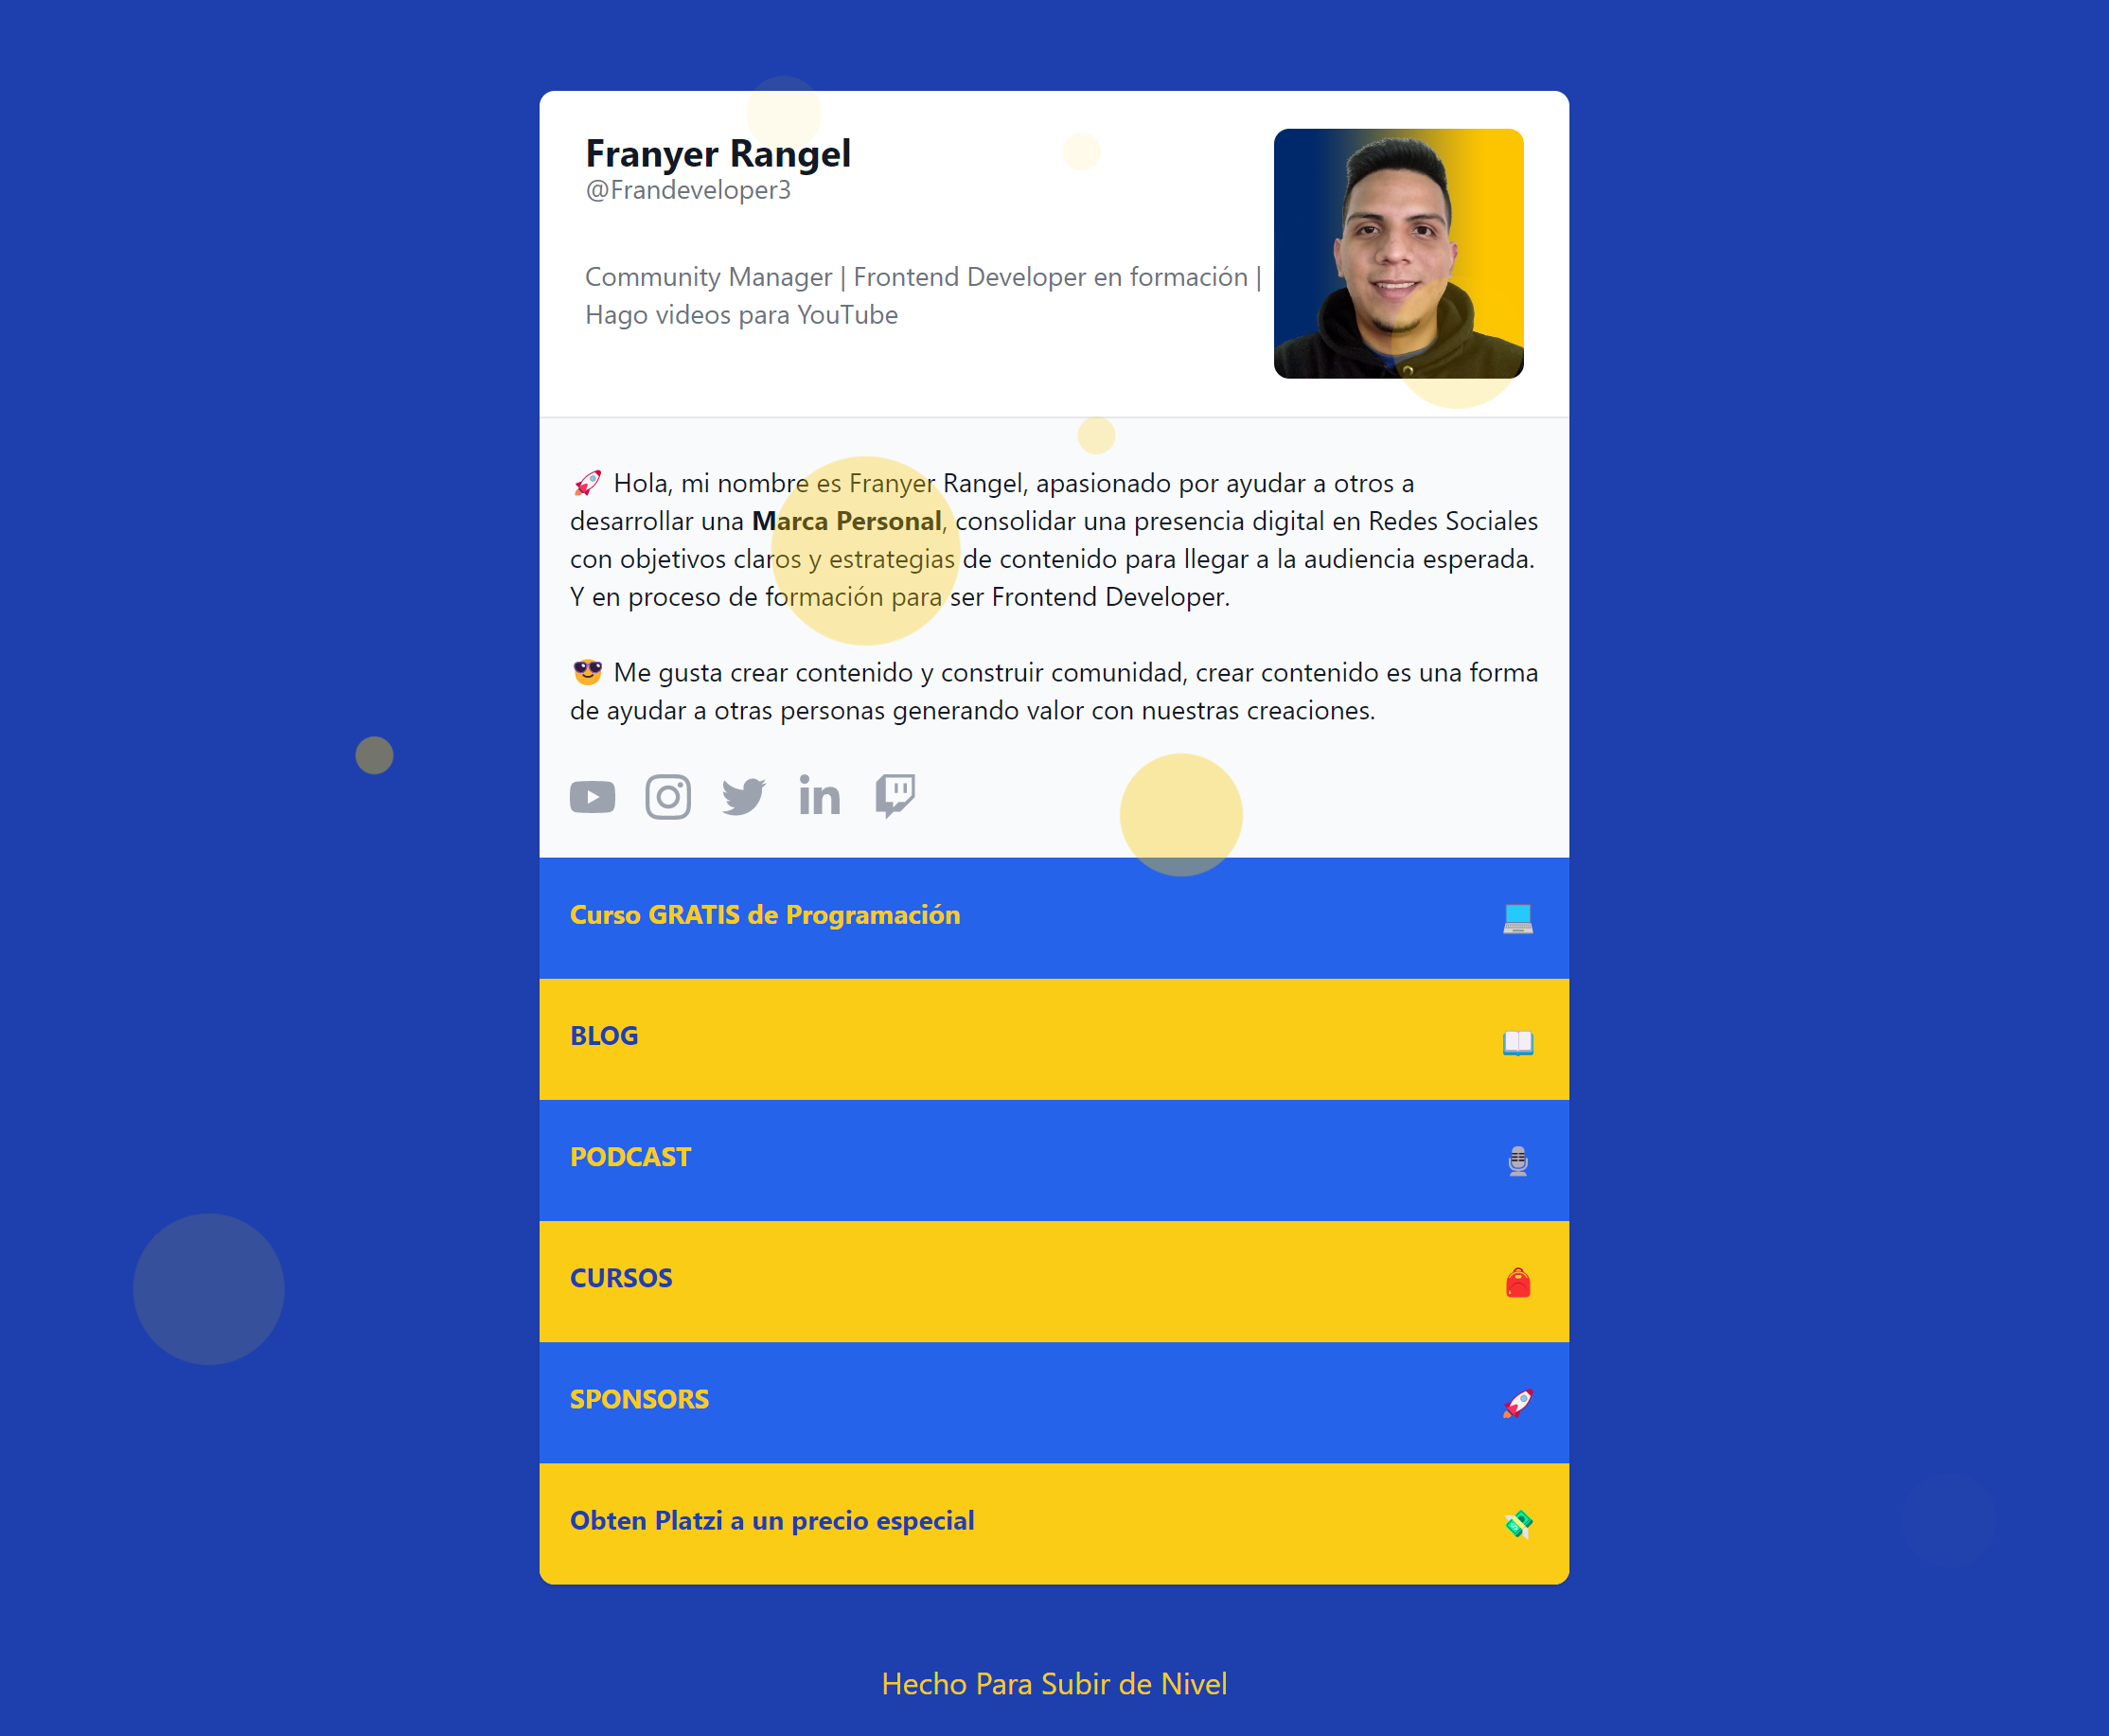 Franyer Rangel
@Frandeveloper3
Community Manager | Frontend Developer en formación |
Hago videos para YouTube
🚀 Hola, mi nombre es Franyer Rangel, apasionado por ayudar a otros a
desarrollar una Marca Personal, consolidar una presencia digital en Redes Sociales
con objetivos claros y estrategias de contenido para llegar a la audiencia esperada.
Y en proceso de formación para ser Frontend Developer.
😎 Me gusta crear contenido y construir comunidad, crear contenido es una forma
de ayudar a otras personas generando valor con nuestras creaciones.
Curso GRATIS de Programación 💻
BLOG 📖
PODCAST 🎙
CURSOS 🎒
SPONSORS 🚀
Obten Platzi a un precio especial 💸
Hecho Para Subir de Nivel